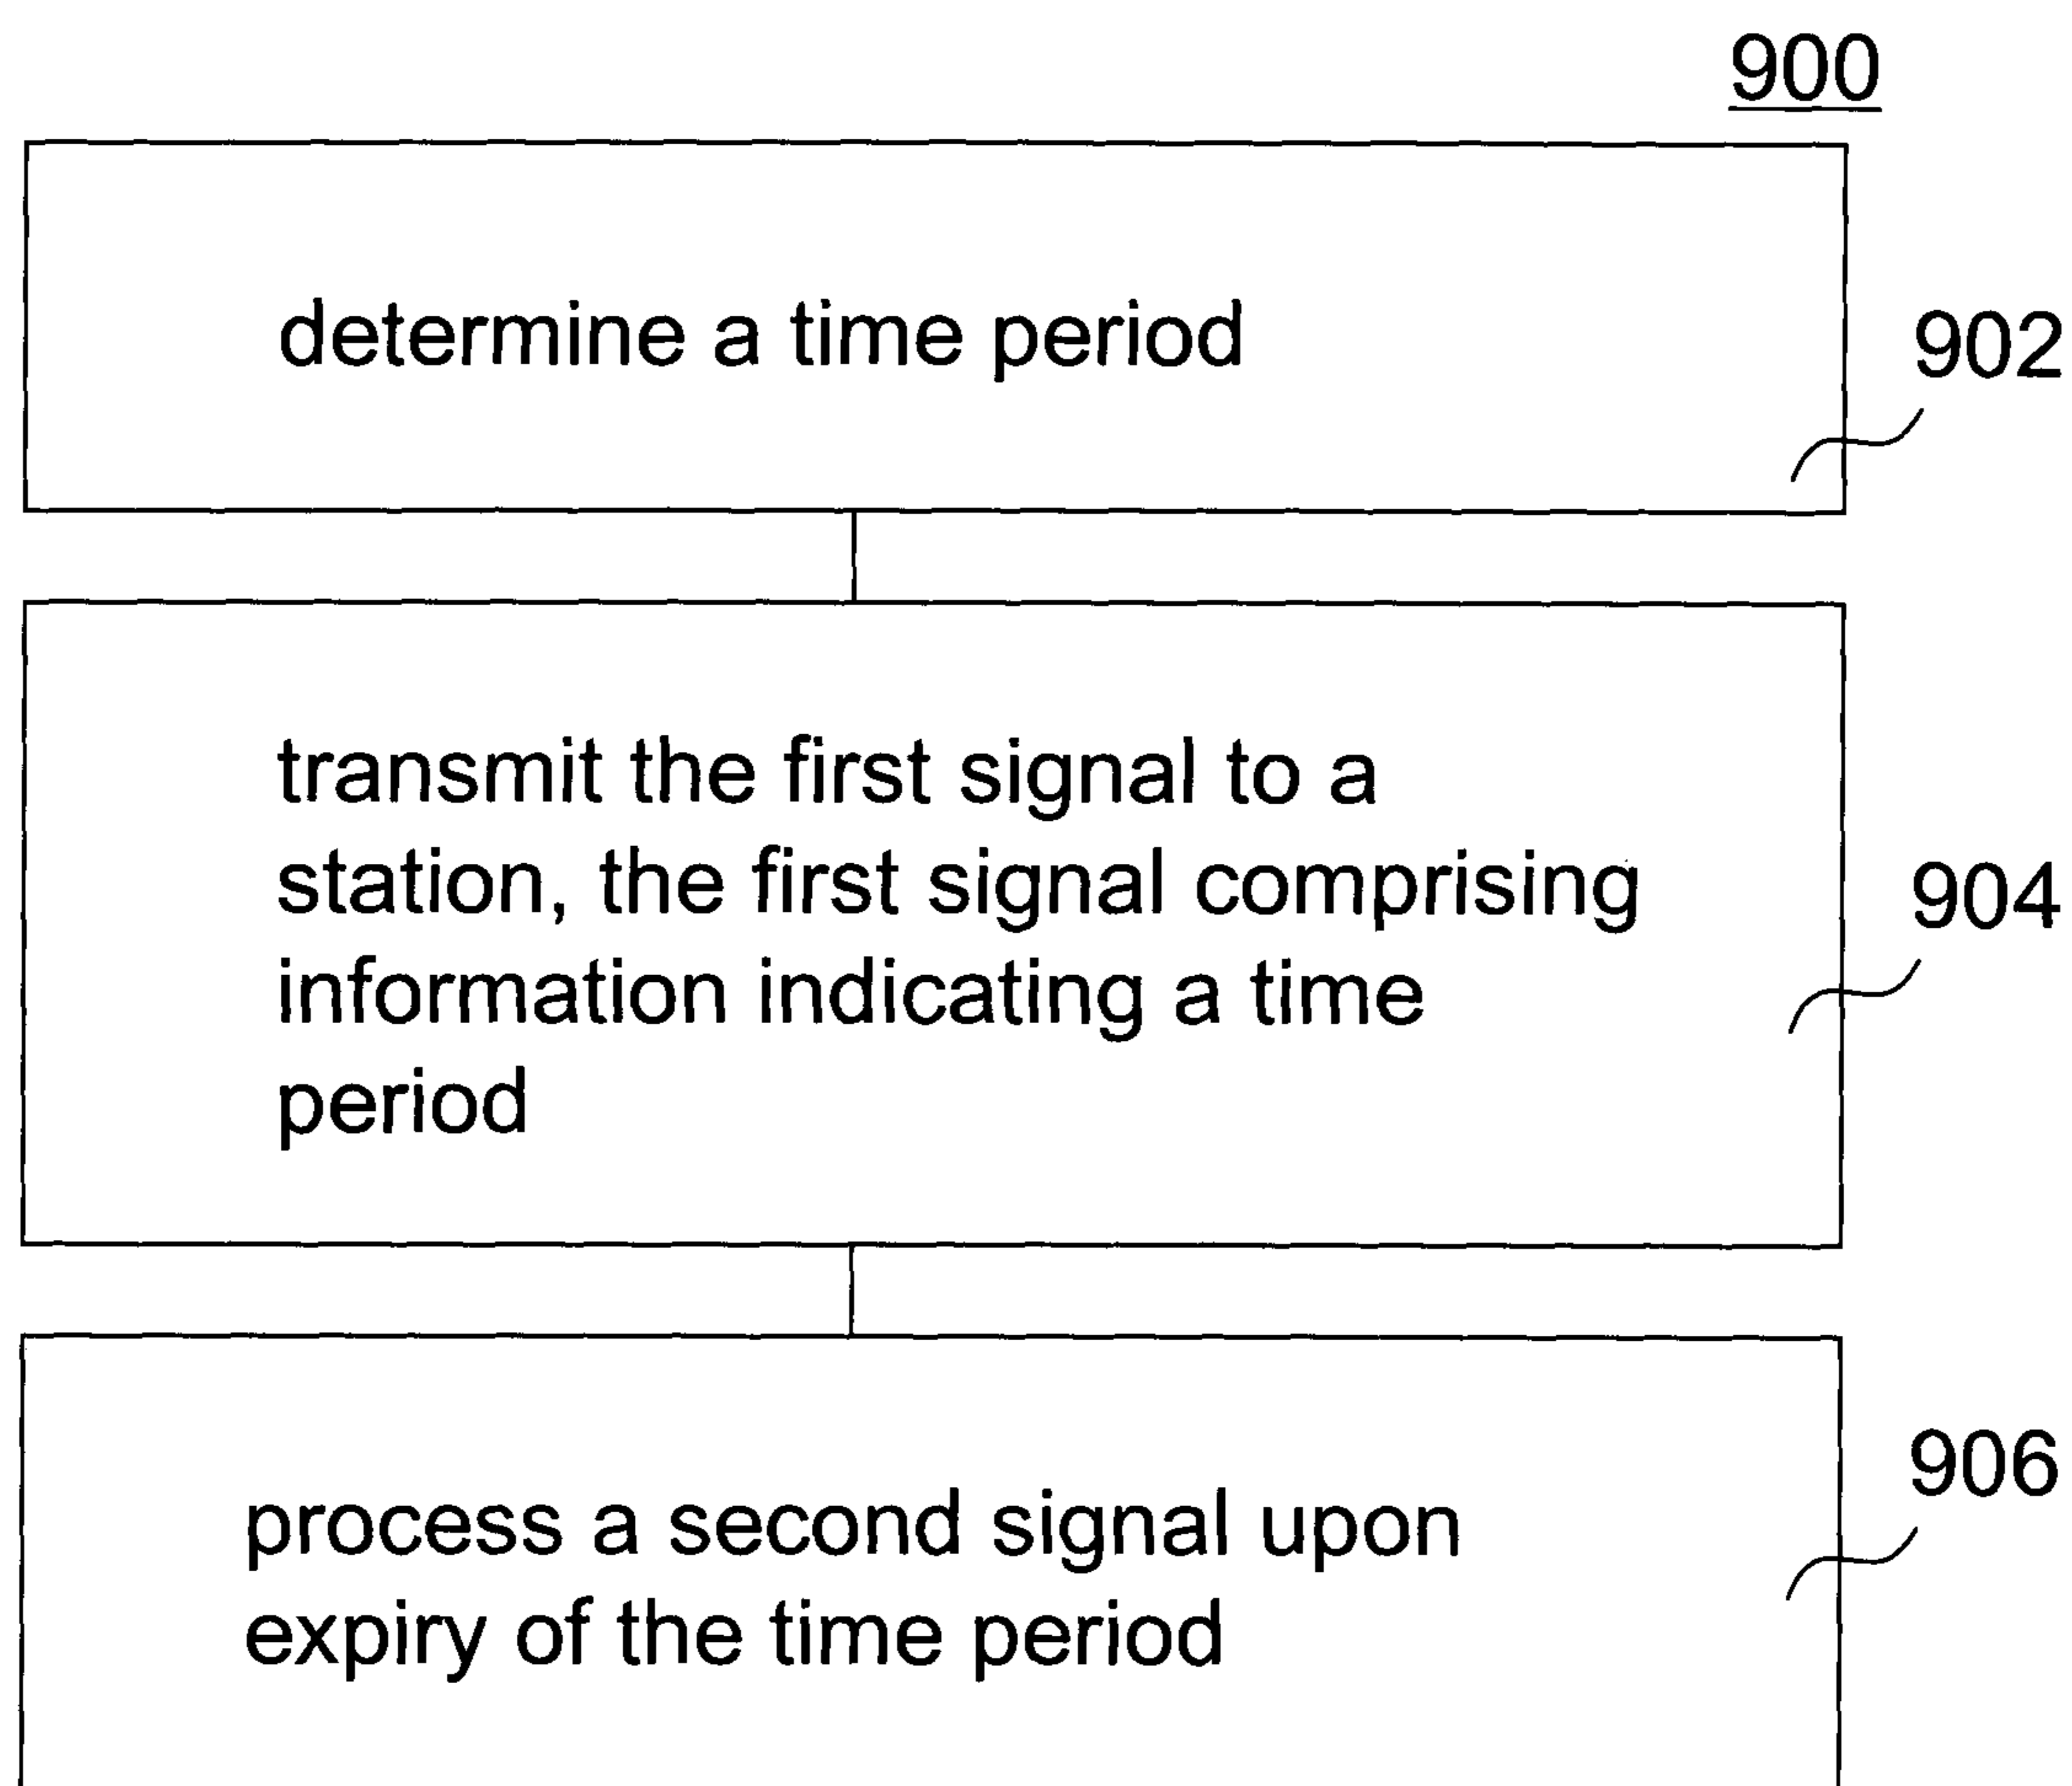 900
determine a time period
902
transmit the first signal to a
station, the first signal comprising
information indicating a time
period
904
process a second signal upon
expiry of the time period
906